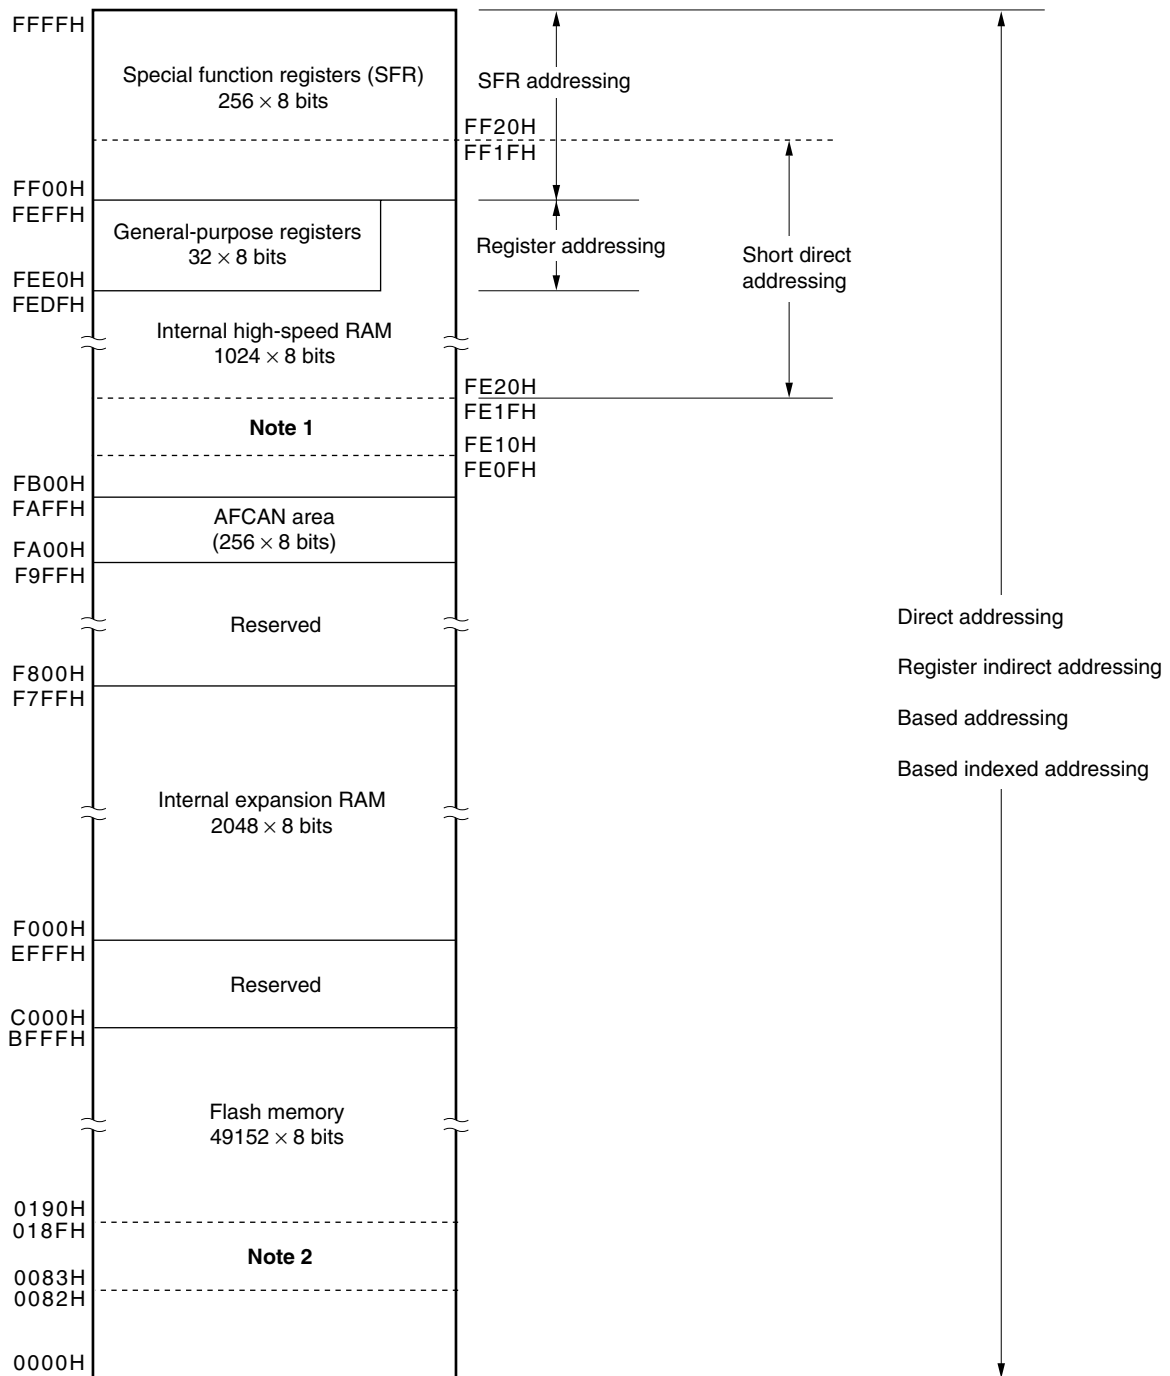 FFFFH
Special function registers (SFR)
256 × 8 bits
SFR addressing
FF20H
FF1FH
FF00H
FEFFH
General-purpose registers
32 × 8 bits
Register addressing
Short direct
addressing
FEE0H
FEDFH
Internal high-speed RAM
1024 × 8 bits
FE20H
FE1FH
Note 1
FE10H
FE0FH
FB00H
FAFFH
AFCAN area
(256 × 8 bits)
FA00H
F9FFH
Reserved
Direct addressing
Register indirect addressing
Based addressing
Based indexed addressing
F800H
F7FFH
Internal expansion RAM
2048 × 8 bits
F000H
EFFFH
Reserved
C000H
BFFFH
Flash memory
49152 × 8 bits
0190H
018FH
Note 2
0083H
0082H
0000H